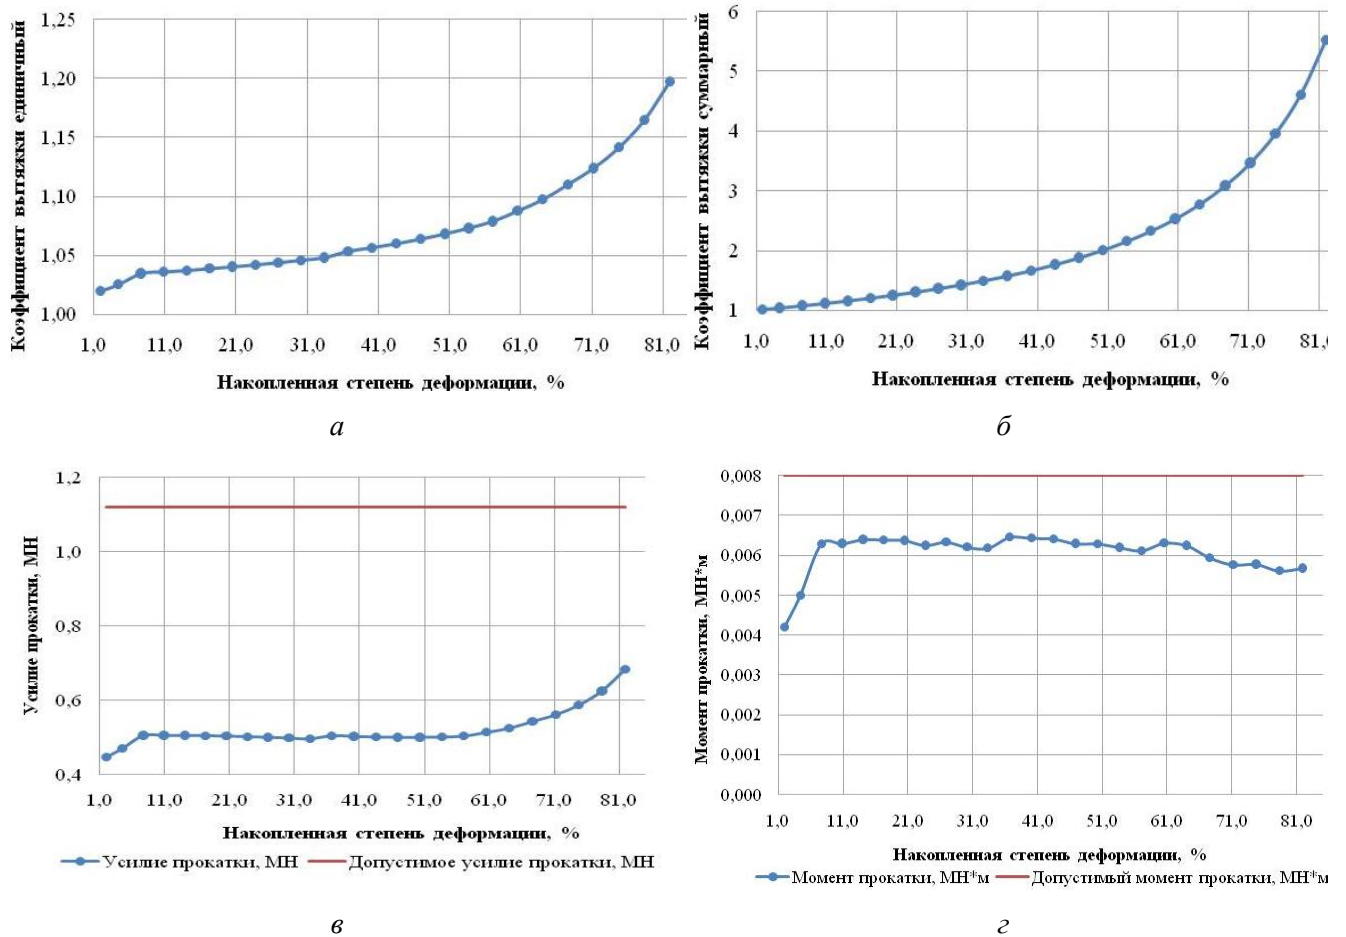 Коэффициент вытяжки единичный
1,25
1,20
1,15
1,10
1,05
1,00
1,0 11,0 21,0 31,0 41,0 51,0 61,0 71,0 81,0
Накопленная степень деформации, %
а
Коэффициент вытяжки суммарный
6
5
4
3
2
1
1,0 11,0 21,0 31,0 41,0 51,0 61,0 71,0 81,0
Накопленная степень деформации, %
б
Усилие прокатки, МН
1,2
1,0
0,8
0,6
0,4
1,0 11,0 21,0 31,0 41,0 51,0 61,0 71,0 81,0
Накопленная степень деформации, %
Усилие прокатки, МН Допустимое усилие прокатки, МН
в
Момент прокатки, МН*м
0,008
0,007
0,006
0,005
0,004
0,003
0,002
0,001
0,000
1,0 11,0 21,0 31,0 41,0 51,0 61,0 71,0 81,0
Накопленная степень деформации, %
Момент прокатки, МН*м Допустимый момент прокатки, МН*м
г